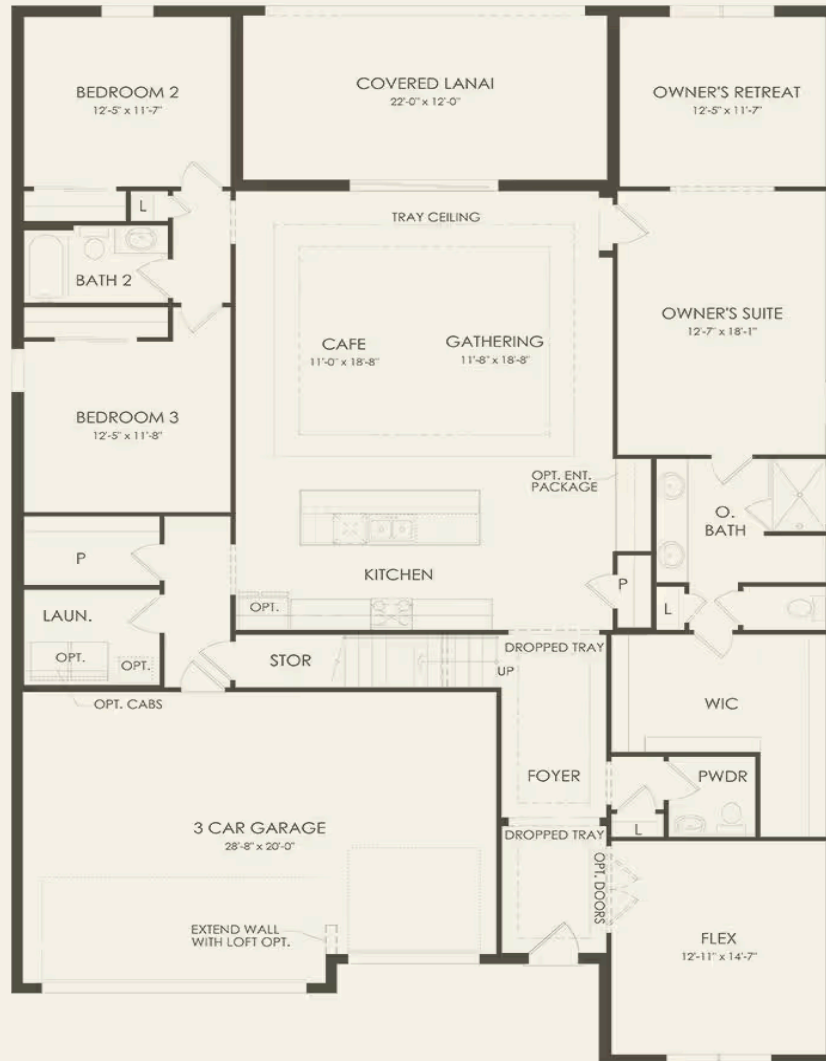 BEDROOM 2
12'-5" x 11'-7"
COVERED LANAI
22'-0" x 12'-0"
OWNER'S RETREAT
12'-5" x 11'-7"
L
TRAY CEILING
BATH 2
CAFE
11'-0" x 18'-8"
GATHERING
11'-8" x 18'-8"
OWNER'S SUITE
12'-7" x 18'-1"
BEDROOM 3
12'-5" x 11'-8"
OPT. ENT.
PACKAGE
O.
BATH
P
KITCHEN
P
OPT.
L
LAUN.
OPT.
OPT.
STOR
UP
DROPPED TRAY
OPT. CABS
WIC
FOYER
PWDR
3 CAR GARAGE
28'-8" x 20'-0"
DROPPED TRAY
L
OPT. DOORS
EXTEND WALL
WITH LOFT OPT.
FLEX
12'-11" x 14'-7"